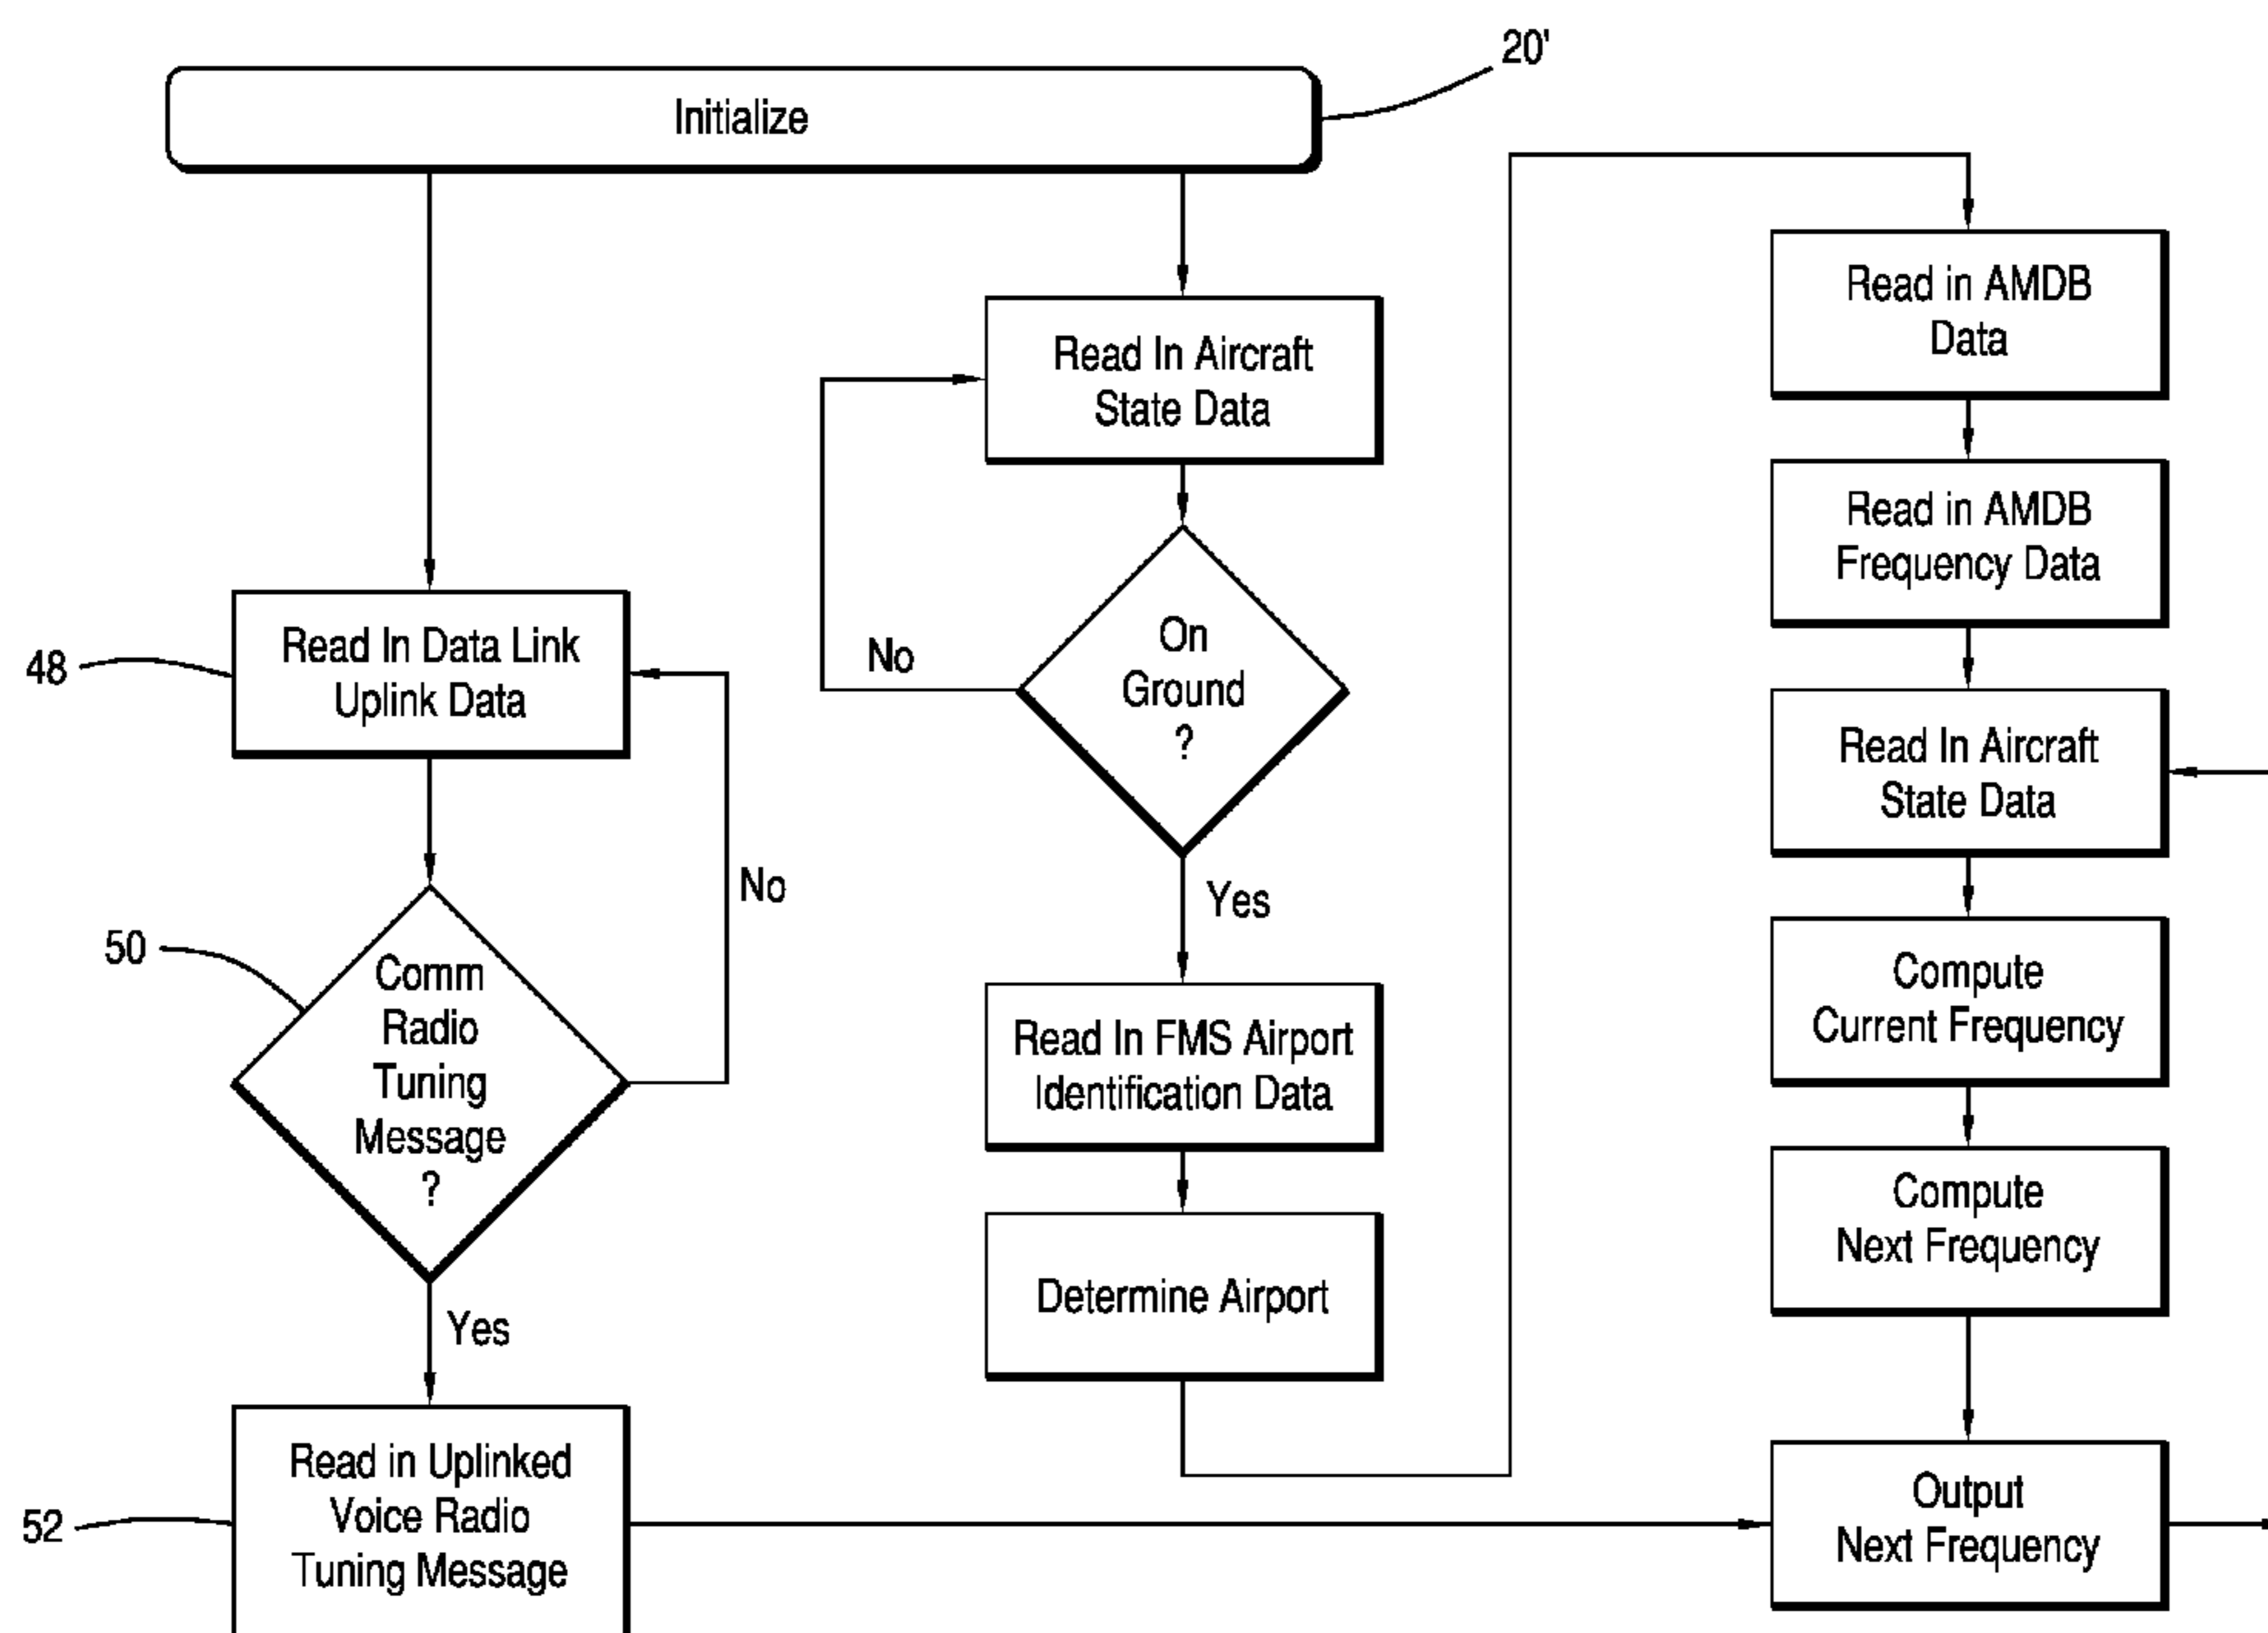 20'
Initialize
Read In Data Link
Uplink Data
48
No
50
Comm
Radio
Tuning
Message
?
Yes
Read in Uplinked
Voice Radio
Tuning Message
52
Read In Aircraft
State Data
No
On
Ground
?
Yes
Read In FMS Airport
Identification Data
Determine Airport
Read in AMDB
Data
Read in AMDB
Frequency Data
Read In Aircraft
State Data
Compute
Current Frequency
Compute
Next Frequency
Output
Next Frequency